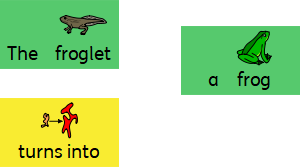 The froglet
turns into
a frog